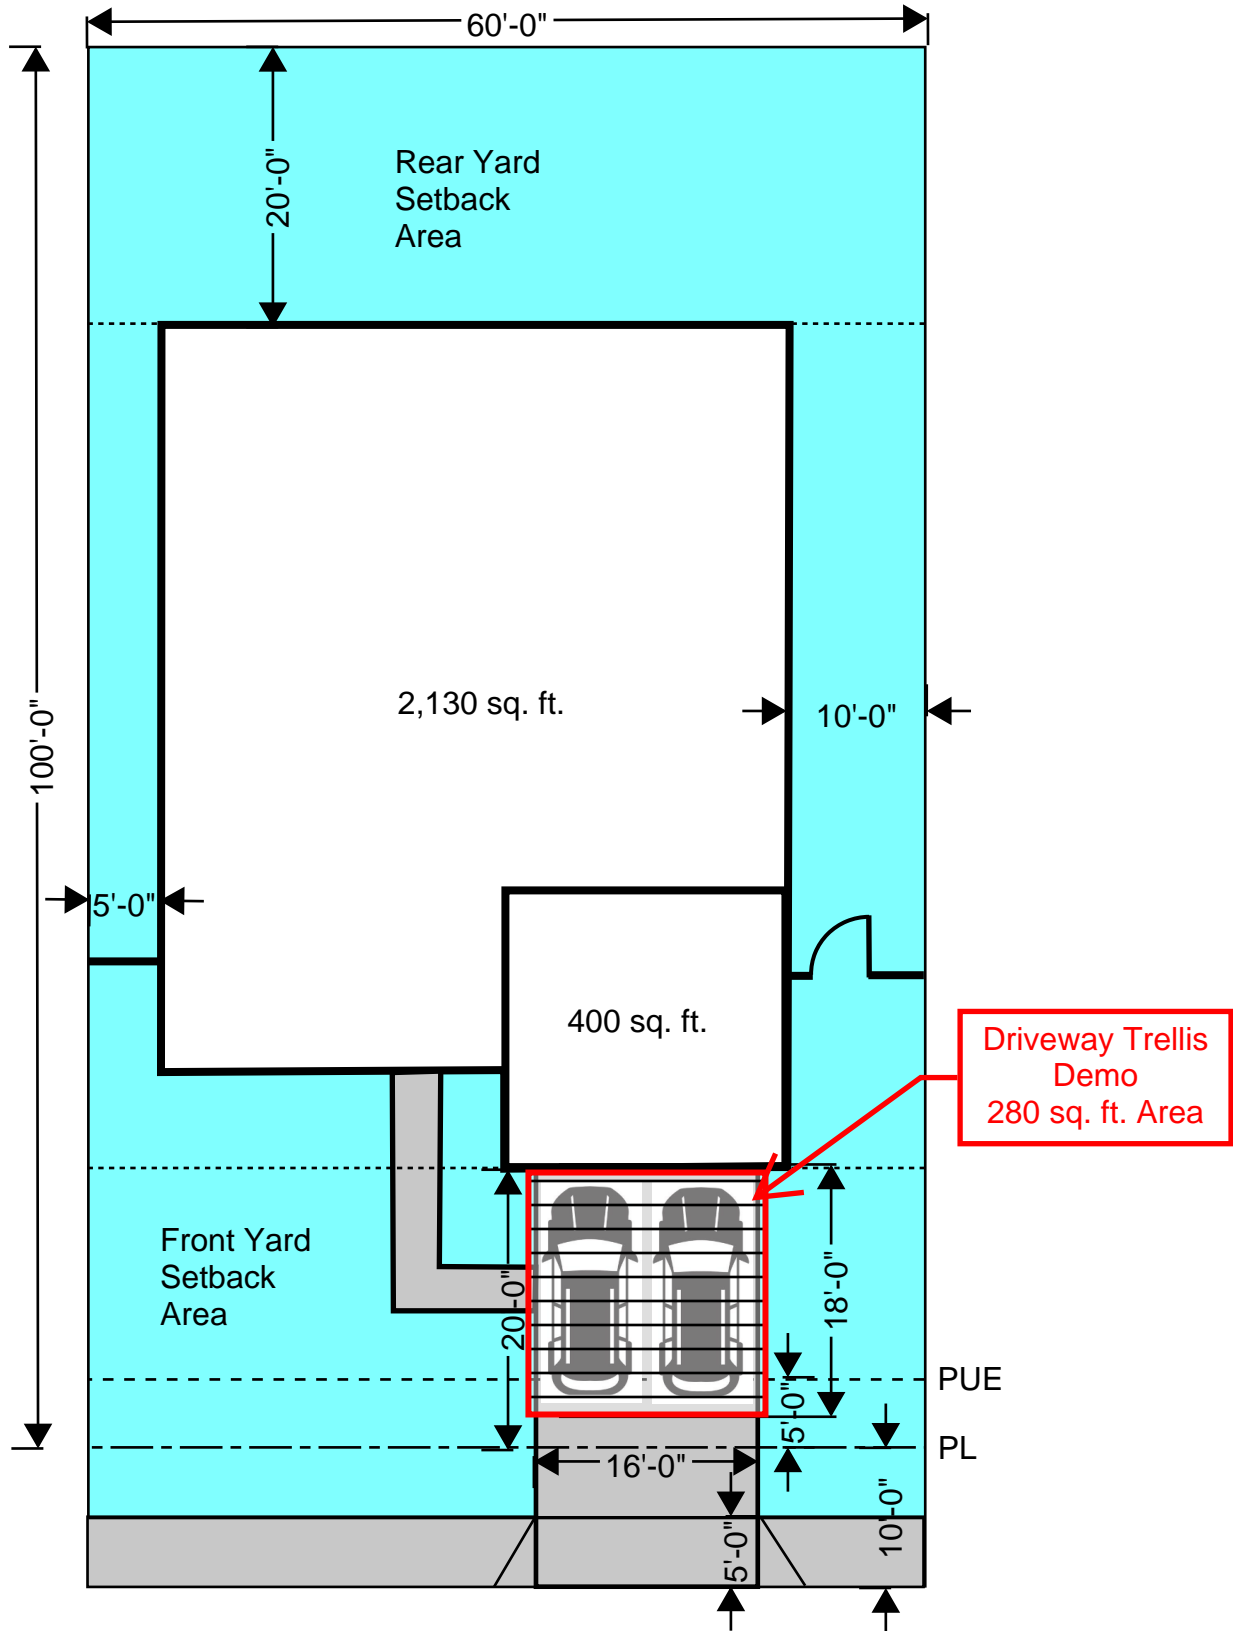 60'-0"
20'-0"
Rear Yard
Setback
Area
100'-0"
2,130 sq. ft.
10'-0"
5'-0"
400 sq. ft.
Driveway Trellis
Demo
280 sq. ft. Area
Front Yard
Setback
Area
20'-0"
18'-0"
PUE
5'-0"
PL
16'-0"
10'-0"
5'-0"